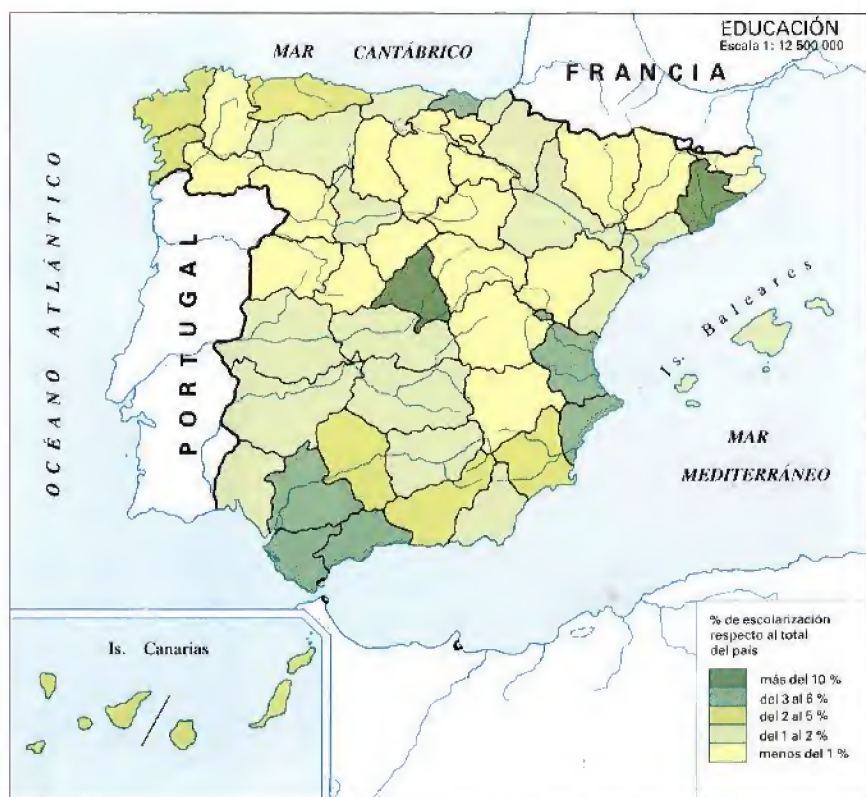 EDUCACIÓN
Escala 1: 12 500 000
MAR CANTÁBRICO
FRANCIA
OCÉANO ATLÁNTICO
PORTUGAL
Is. Baleares
MAR
MEDITERRÁNEO
Is. Canarias
% de escolarización
respecto al total
del país
más del 10 %
del 3 al 6 %
del 2 al 5 %
del 1 al 2 %
menos del 1 %